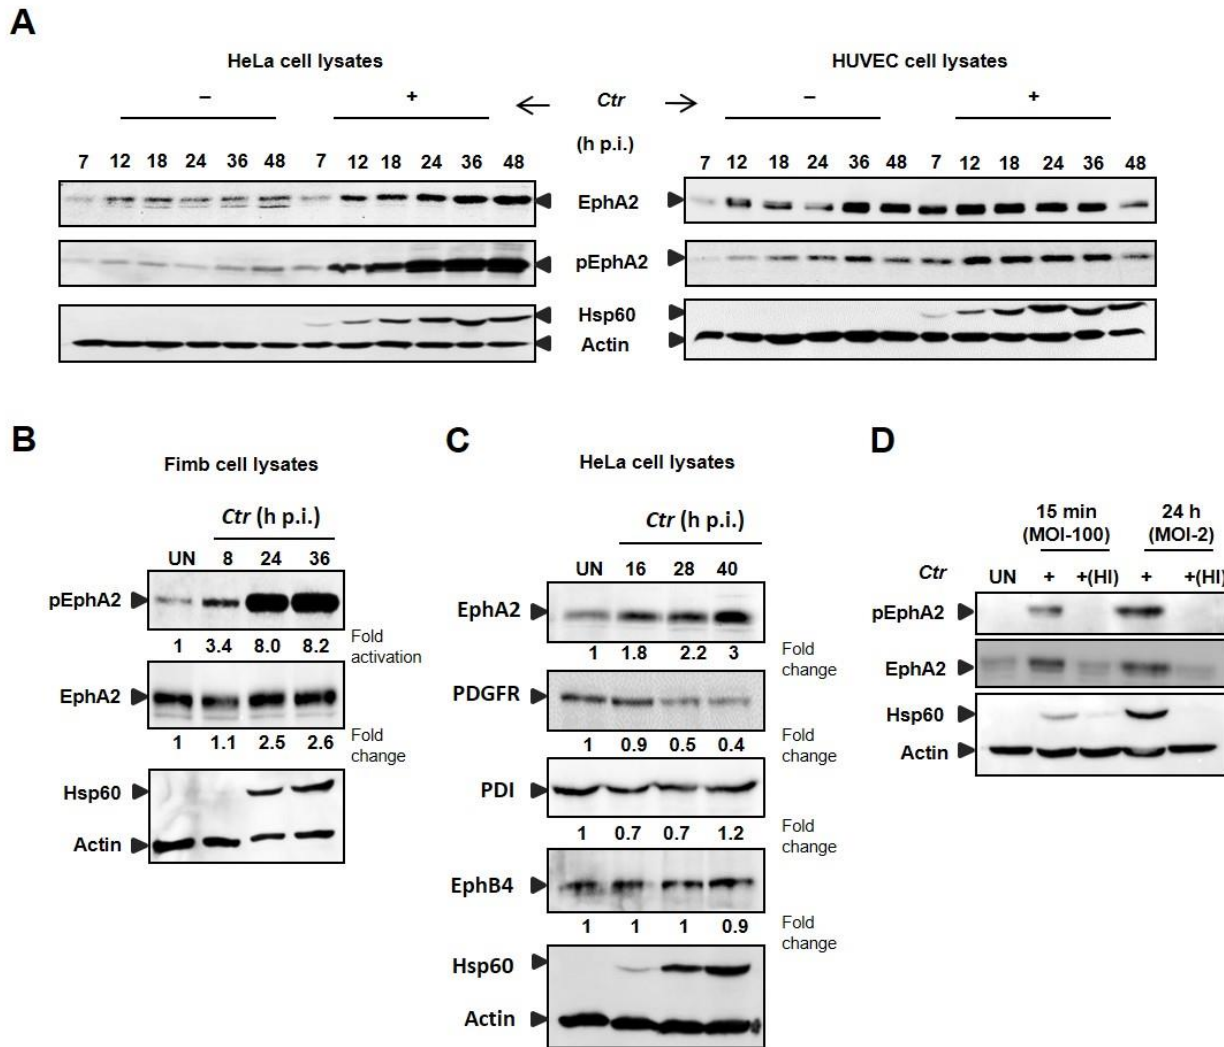 A
HeLa cell lysates
HUVEC cell lysates
– + ← Ctr → – +
(h p.i.)
7 12 18 24 36 48 7 12 18 24 36 48
7 12 18 24 36 48 7 12 18 24 36 48
EphA2
pEphA2
Hsp60
Actin
B
Fimb cell lysates
Ctr (h p.i.)
UN 8 24 36
pEphA2
1 3.4 8.0 8.2 Fold activation
EphA2
1 1.1 2.5 2.6 Fold change
Hsp60
Actin
C
HeLa cell lysates
Ctr (h p.i.)
UN 16 28 40
EphA2
1 1.8 2.2 3 Fold change
PDGFR
1 0.9 0.5 0.4 Fold change
PDI
1 0.7 0.7 1.2 Fold change
EphB4
1 1 1 0.9 Fold change
Hsp60
Actin
D
15 min 24 h
(MOI-100) (MOI-2)
Ctr UN + +(HI) + +(HI)
pEphA2
EphA2
Hsp60
Actin